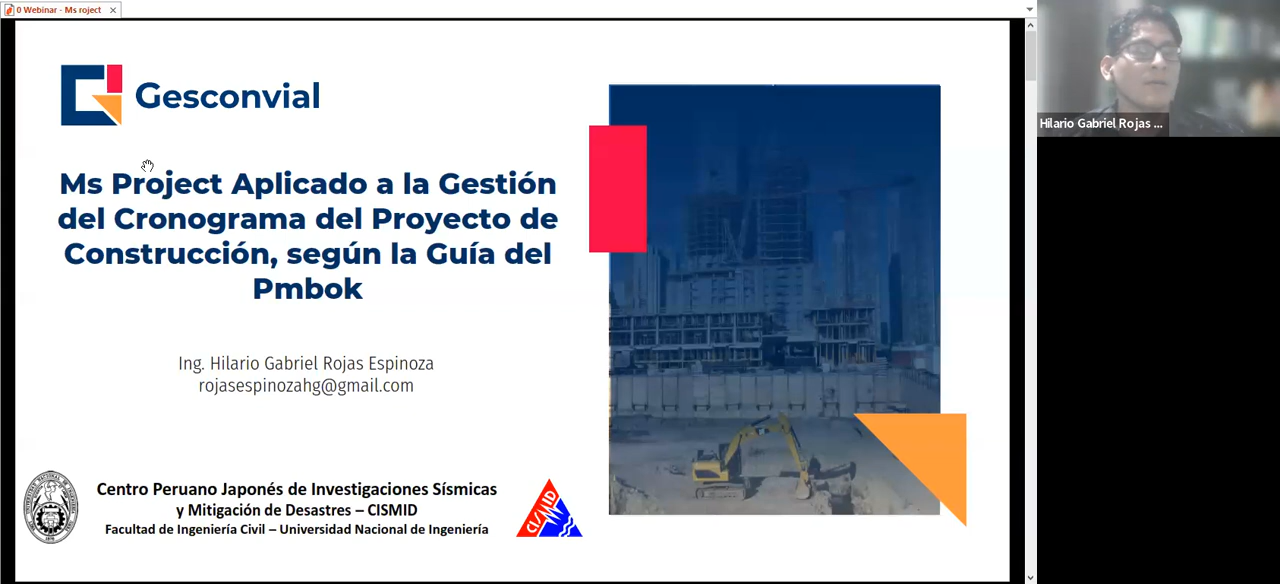 0 Webinar - Ms roject
Gesconvial
Ms Project Aplicado a la Gestión
del Cronograma del Proyecto de
Construcción, según la Guía del
Pmbok
Ing. Hilario Gabriel Rojas Espinoza
rojasespinozahg@gmail.com
Centro Peruano Japonés de Investigaciones Sísmicas
y Mitigación de Desastres – CISMID
Facultad de Ingeniería Civil – Universidad Nacional de Ingeniería
CISMID
Hilario Gabriel Rojas ...